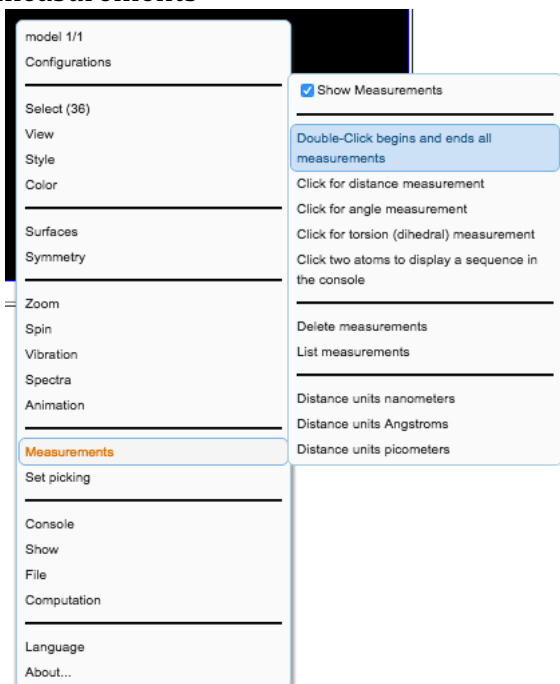 measurements
model 1/1
Configurations
Select (36)
View
Style
Color
Surfaces
Symmetry
Zoom
Spin
Vibration
Spectra
Animation
Measurements
Set picking
Console
Show
File
Computation
Language
About...
Show Measurements
Double-Click begins and ends all
measurements
Click for distance measurement
Click for angle measurement
Click for torsion (dihedral) measurement
Click two atoms to display a sequence in
the console
Delete measurements
List measurements
Distance units nanometers
Distance units Angstroms
Distance units picometers